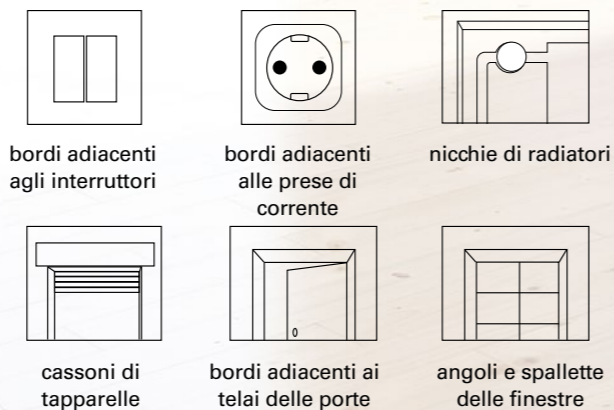 bordi adiacenti
agli interruttori
bordi adiacenti
alle prese di
corrente
nicchie di radiatori
cassoni di
tapparelle
bordi adiacenti ai
telai delle porte
angoli e spallette
delle finestre